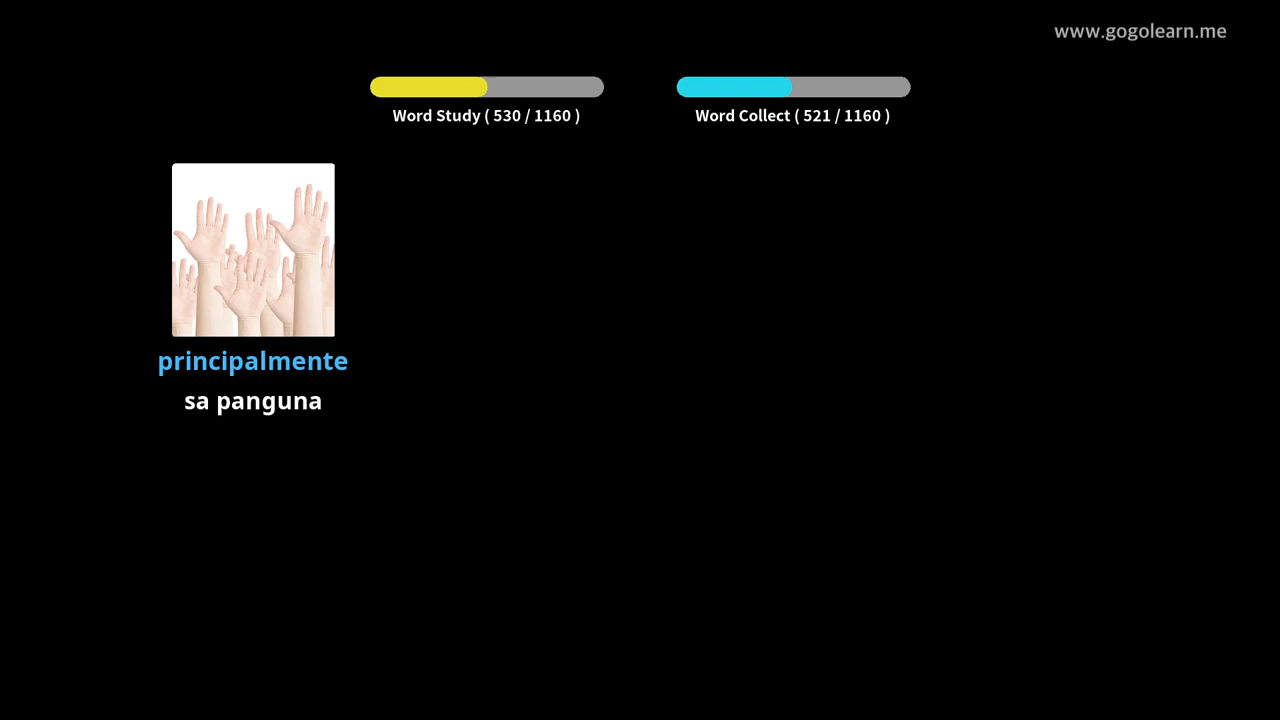 www.gogolearn.me
Word Study ( 530 / 1160 )
Word Collect ( 521 / 1160 )
principalmente
sa panguna